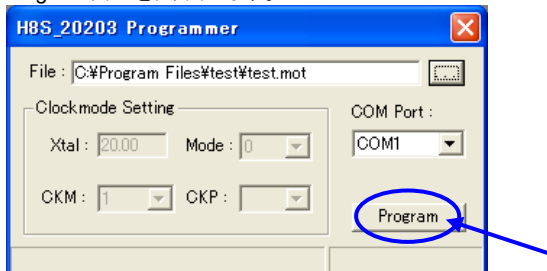 H8S_20203 Programmer
File : C:¥Program Files¥test¥test.mot ...
Clockmode Setting
COM Port :
Xtal : 20.00 Mode : 0
COM1
CKM : 1 CKP :
Program